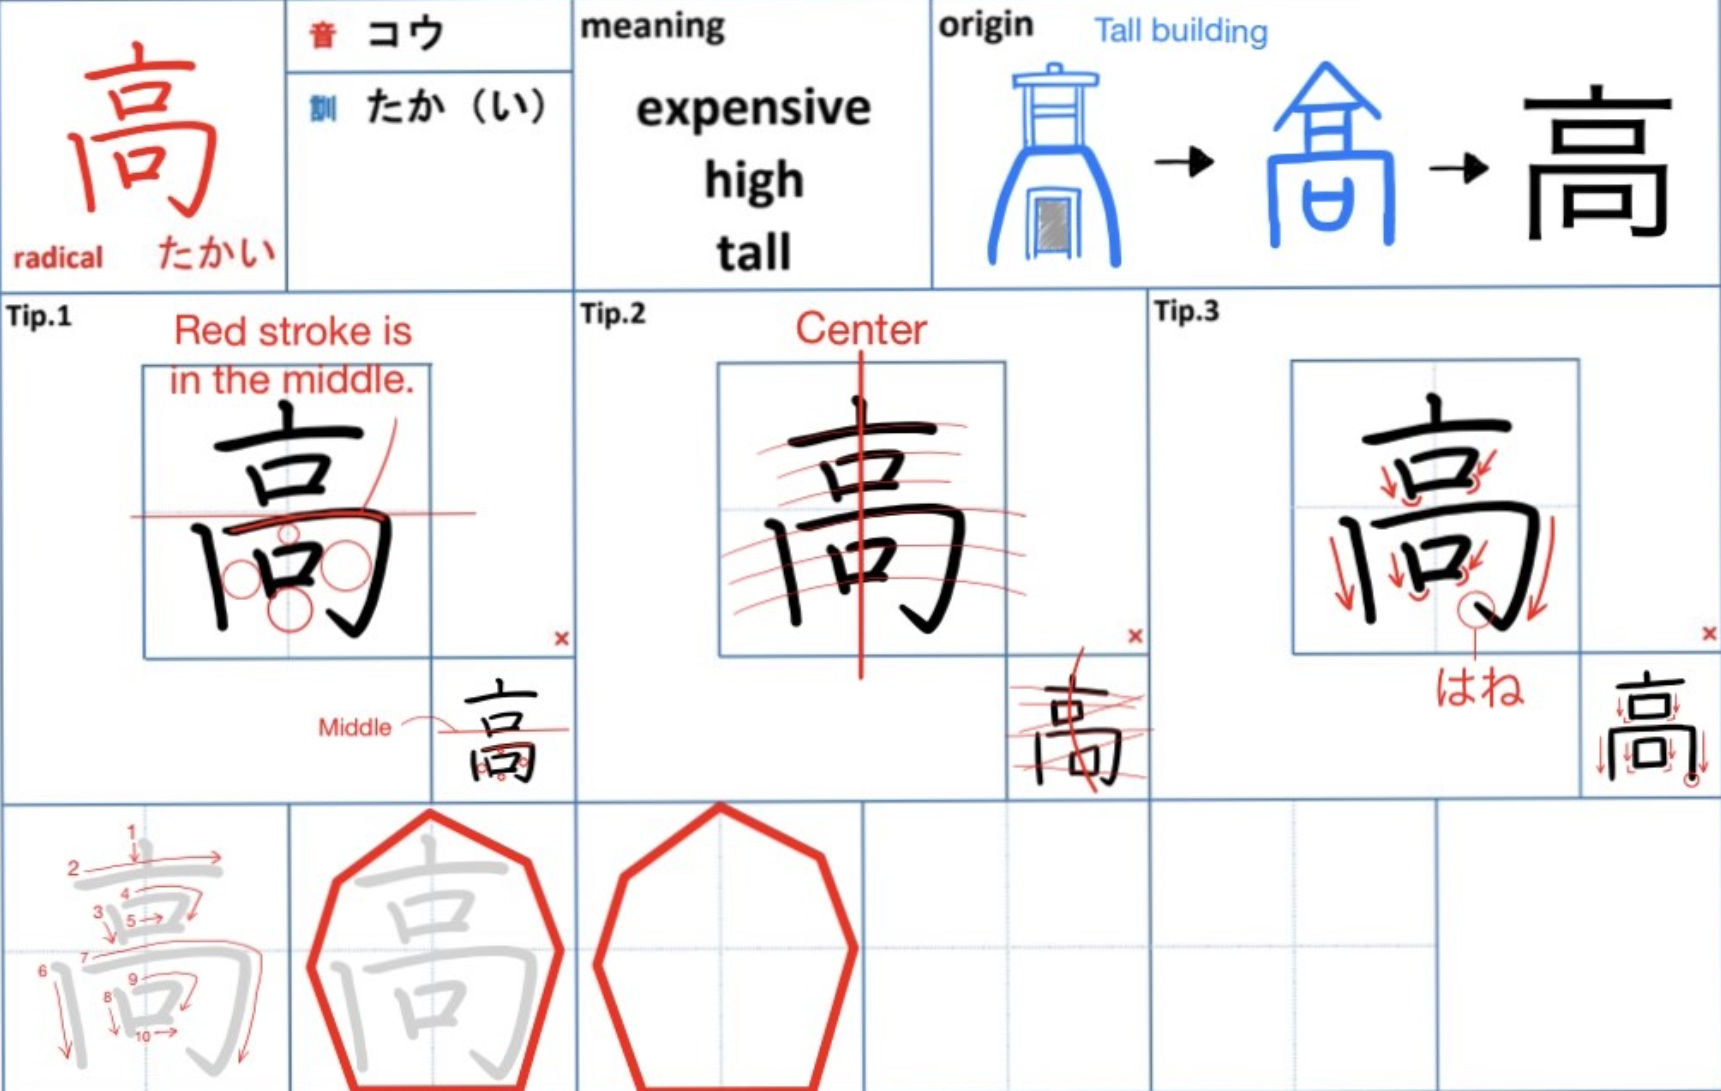 高
radical たかい
音 コウ
訓 たか（い）
meaning
expensive
high
tall
origin Tall building
高
Tip.1
Red stroke is
in the middle.
高
×
Middle
高
Tip.2
Center
高
×
高
Tip.3
高
はね
×
高
1
2
3
4
5
6
7
8
9
10
高
高